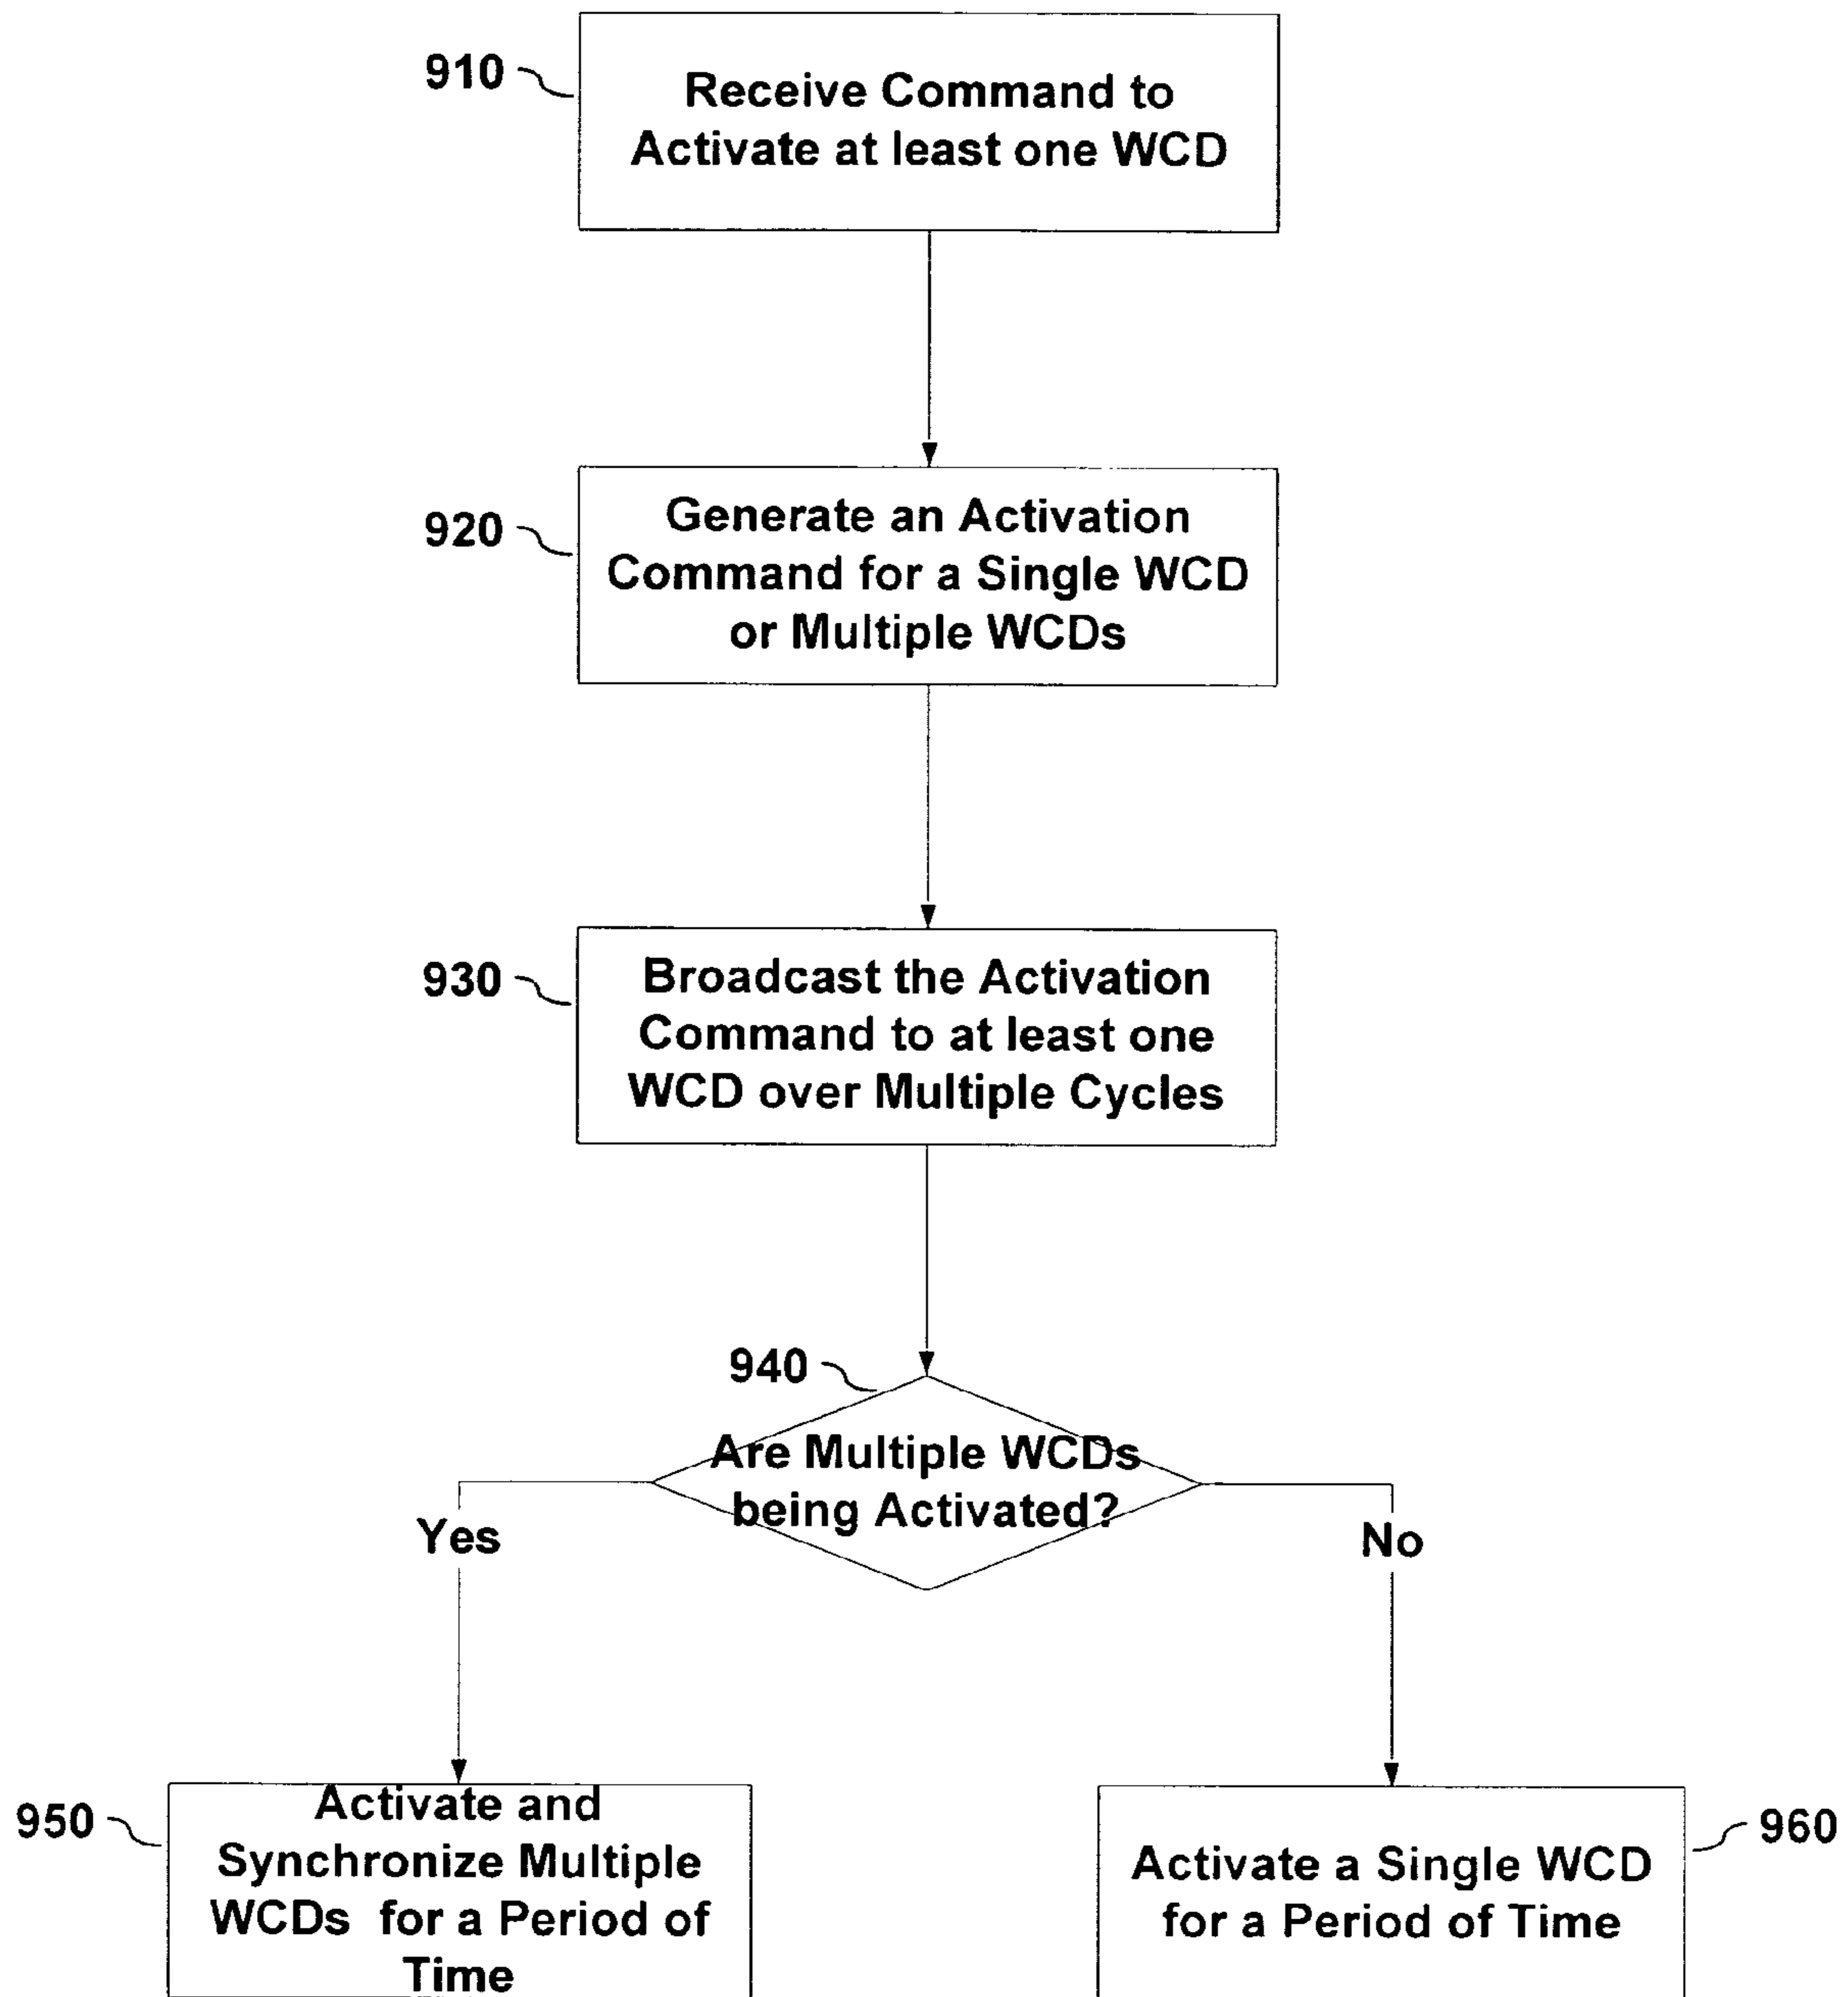 910
Receive Command to
Activate at least one WCD
920
Generate an Activation
Command for a Single WCD
or Multiple WCDs
930
Broadcast the Activation
Command to at least one
WCD over Multiple Cycles
940
Are Multiple WCDs
being Activated?
Yes
No
950
Activate and
Synchronize Multiple
WCDs for a Period of
Time
Activate a Single WCD
for a Period of Time
960